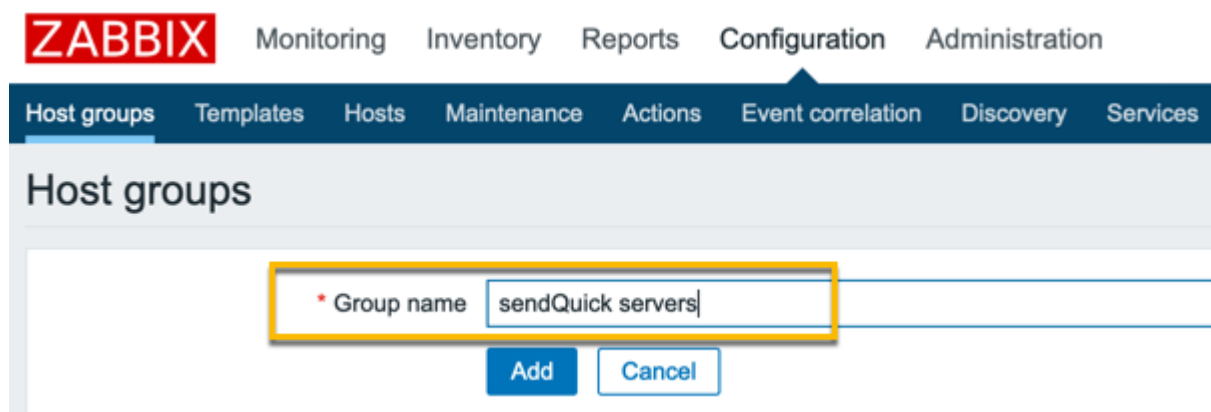 ZABBIX Monitoring Inventory Reports Configuration Administration
Host groups Templates Hosts Maintenance Actions Event correlation Discovery Services
Host groups
* Group name sendQuick servers
Add Cancel